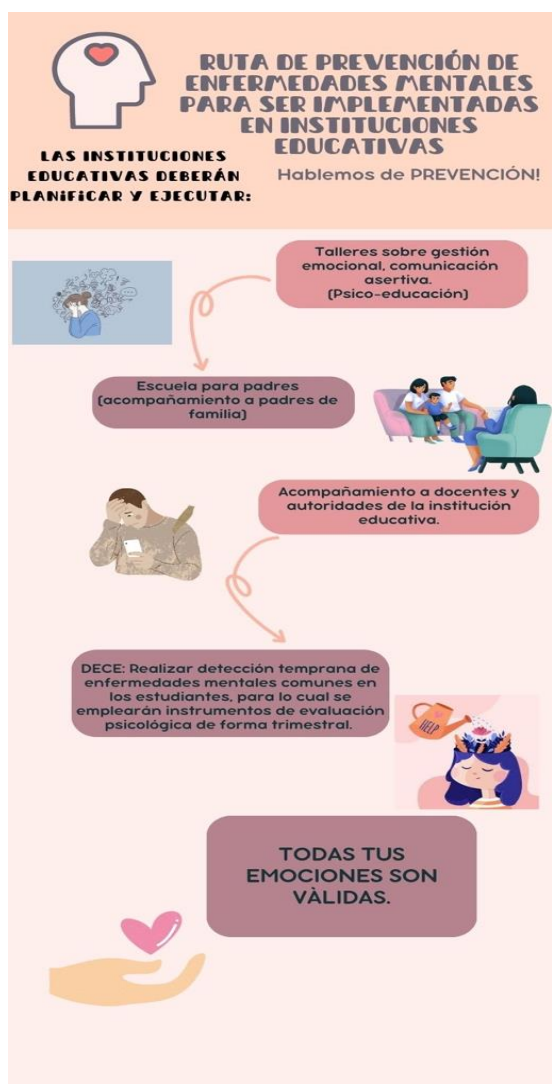 RUTA DE PREVENCIÓN DE
ENFERMEDADES MENTALES
PARA SER IMPLEMENTADAS
EN INSTITUCIONES
EDUCATIVAS
Hablemos de PREVENCIÓN!
LAS INSTITUCIONES
EDUCATIVAS DEBERÁN
PLANIFICAR Y EJECUTAR:
Talleres sobre gestión
emocional, comunicación
asertiva.
(Psico-educación)
Escuela para padres
(acompañamiento a padres de
familia)
Acompañamiento a docentes y
autoridades de la institución
educativa.
DECE: Realizar detección temprana de
enfermedades mentales comunes en
los estudiantes, para lo cual se
emplearán instrumentos de evaluación
psicológica de forma trimestral.
HELP
TODAS TUS
EMOCIONES SON
VÀLIDAS.